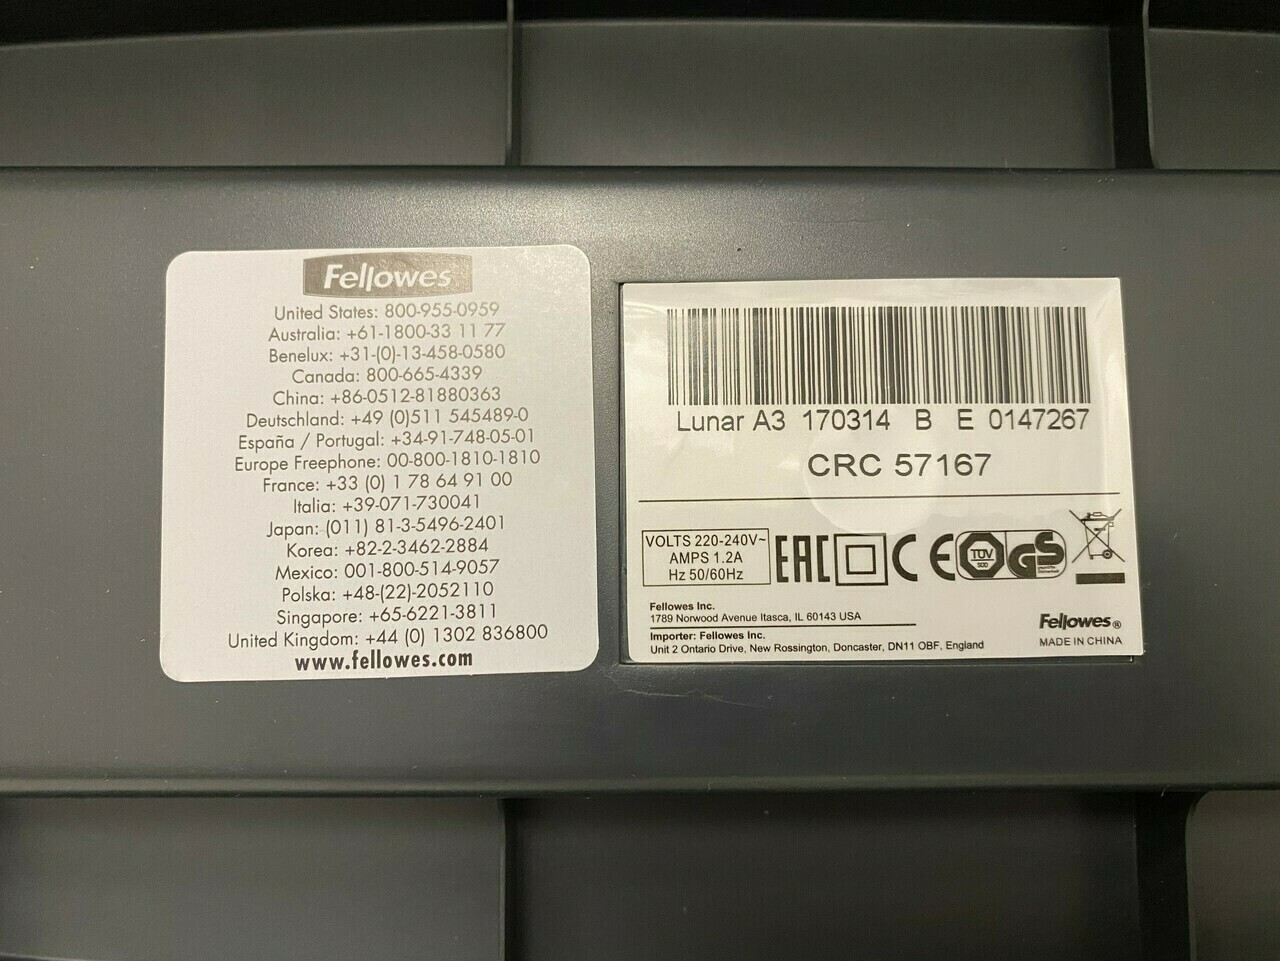 Fellowes
United States: 800-955-0959
Australia: +61-1800-33 11 77
Benelux: +31-(0)-13-458-0580
Canada: 800-665-4339
China: +86-0512-81880363
Deutschland: +49 (0)511 545489-0
España / Portugal: +34-91-748-05-01
Europe Freephone: 00-800-1810-1810
France: +33 (0) 1 78 64 91 00
Italia: +39-071-730041
Japan: (011) 81-3-5496-2401
Korea: +82-2-3462-2884
Mexico: 001-800-514-9057
Polska: +48-(22)-2052110
Singapore: +65-6221-3811
United Kingdom: +44 (0) 1302 836800
www.fellowes.com
Lunar A3 170314 B E 0147267
CRC 57167
VOLTS 220-240V~
AMPS 1.2A
Hz 50/60Hz
EAC
CE
TÜV
SÜD
GS
Fellowes Inc.
1789 Norwood Avenue Itasca, IL 60143 USA
Importer: Fellowes Inc.
Unit 2 Ontario Drive, New Rossington, Doncaster, DN11 OBF, England
Fellowes®
MADE IN CHINA